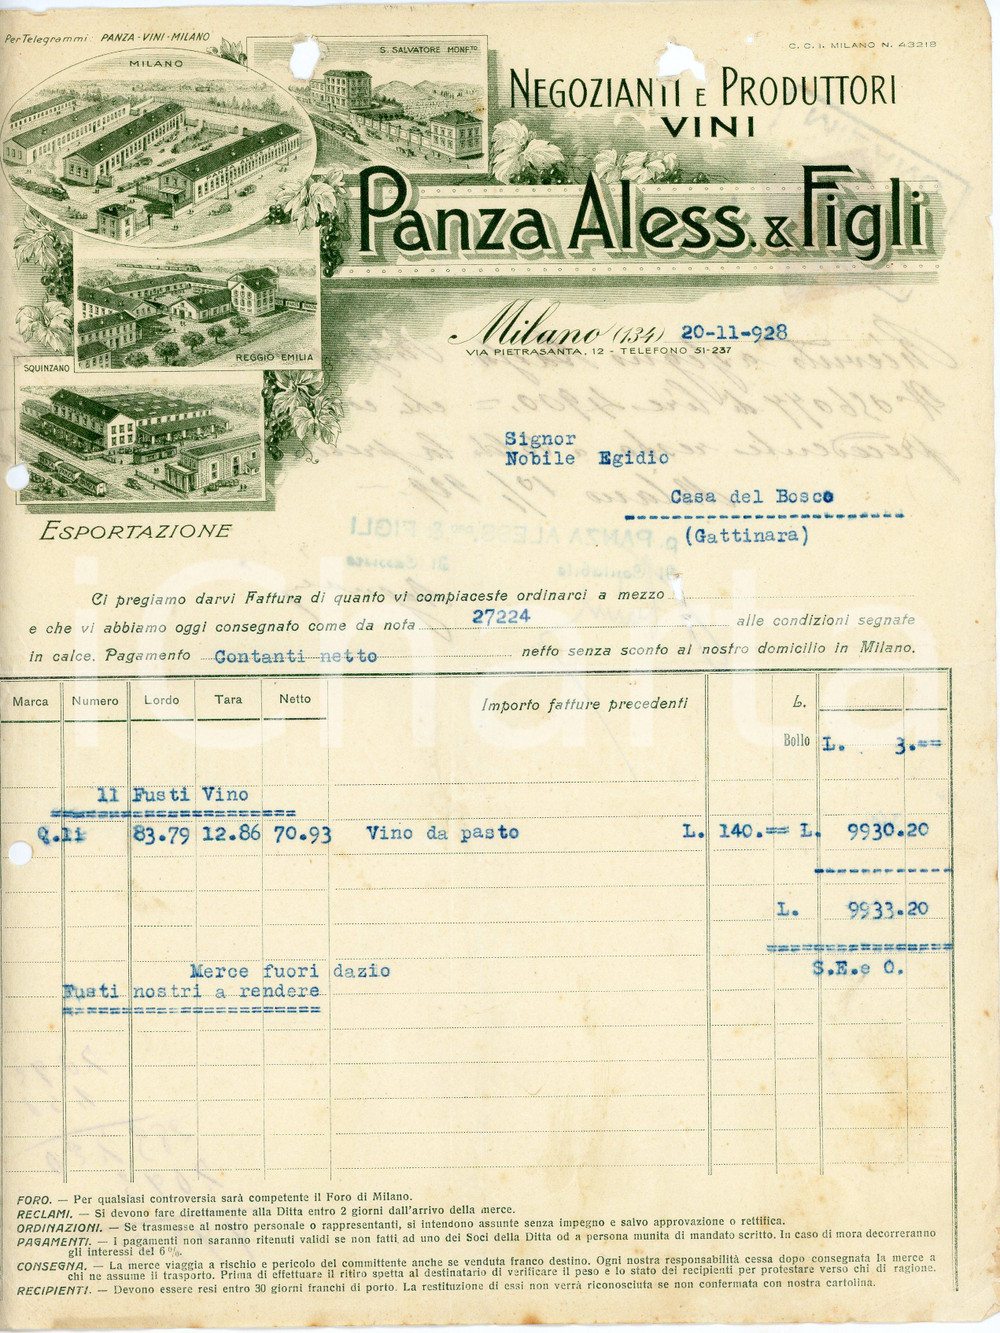 Per Telegrammi: PANZA - VINI - MILANO
C. C. I. MILANO N. 43218
MILANO
S. SALVATORE MONF.TO
NEGOZIANTI E PRODUTTORI
VINI
PANZA ALESS. & FIGLI
REGGIO EMILIA
SQUINZANO
ESPORTAZIONE
Milano (134) 20-11-928
VIA PIETRASANTA, 12 - TELEFONO 51-237
Signor
Nobile Egidio
Casa del Bosco
(Gattinara)
p. PANZA ALESS. & FIGLI
Ci pregiamo darvi Fattura di quanto vi compiaceste ordinarci a mezzo
e che vi abbiamo oggi consegnato come da nota 27224 alle condizioni segnate
in calce. Pagamento Contanti netto netto senza sconto al nostro domicilio in Milano.
Marca Numero Lordo Tara Netto Importo fatture precedenti L.
Bollo L. 3.==
11 Fusti Vino
Q.li 83.79 12.86 70.93 Vino da pasto L. 140.== L. 9930.20
L. 9933.20
Merce fuori dazio S.E.e O.
Fusti nostri a rendere
FORO. — Per qualsiasi controversia sarà competente il Foro di Milano.
RECLAMI. — Si devono fare direttamente alla Ditta entro 2 giorni dall'arrivo della merce.
ORDINAZIONI. — Se trasmesse al nostro personale o rappresentanti, si intendono assunte senza impegno e salvo approvazione o rettifica.
PAGAMENTI. — I pagamenti non saranno ritenuti validi se non fatti ad uno dei Soci della Ditta od a persona munita di mandato scritto. In caso di mora decorreranno
gli interessi del 6%.
CONSEGNA. — La merce viaggia a rischio e pericolo del committente anche se venduta franco destino. Ogni nostra responsabilità cessa dopo consegnata la merce a
chi ne assume il trasporto. Prima di effettuare il ritiro spetta al destinatario di verificare il peso e lo stato dei recipienti per protestare verso chi di ragione.
RECIPIENTI. — Devono essere resi entro 30 giorni franchi di porto. La restituzione di essi non verrà riconosciuta se non confermata con nostra cartolina.
iCharta